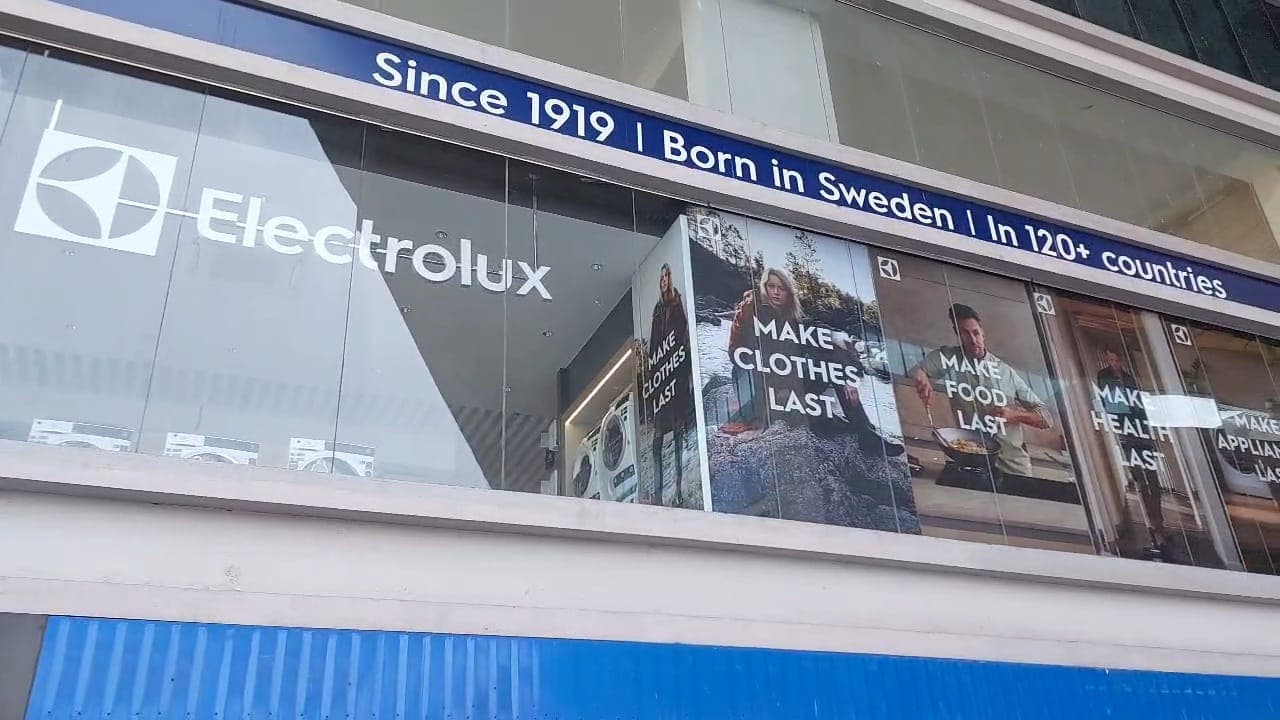 Since 1919 | Born in Sweden | In 120+ countries
Electrolux
MAKE
CLOTHES
LAST
MAKE
CLOTHES
LAST
MAKE
FOOD
LAST
MAKE
HEALTH
LAST
MAKE